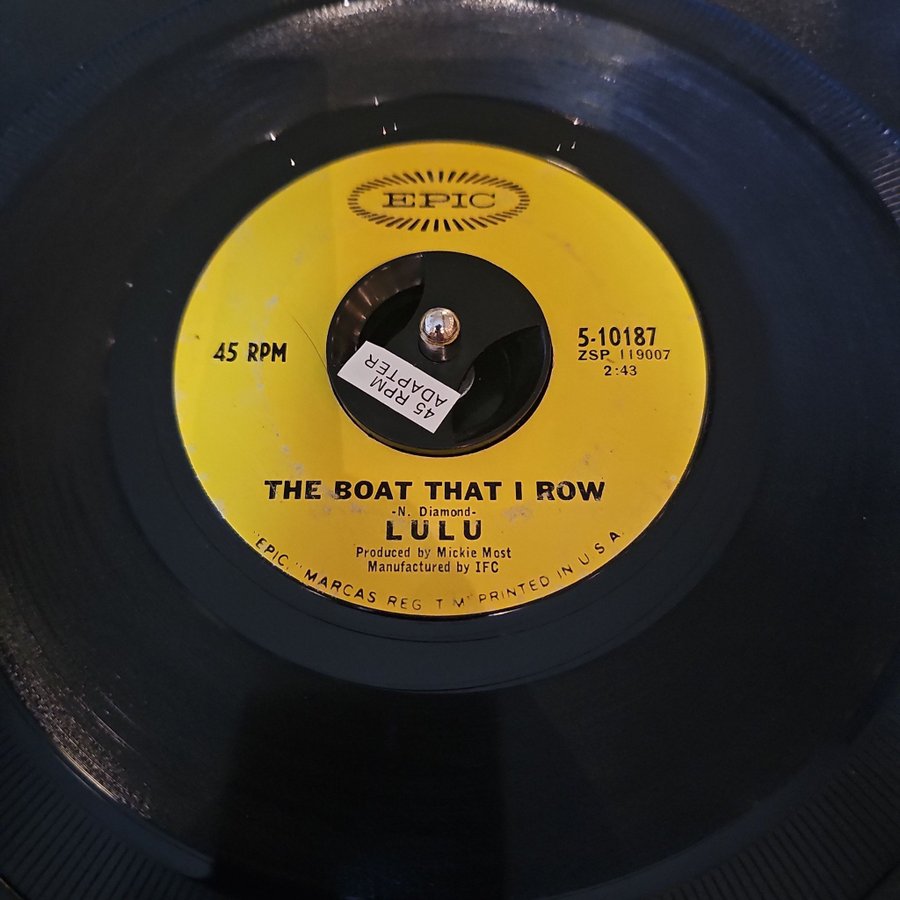 EPIC
45 RPM
5-10187
ZSP 119007
2:43
45 RPM
ADAPTER
THE BOAT THAT I ROW
-N. Diamond-
LULU
Produced by Mickie Most
Manufactured by IFC
"EPIC," MARCAS REG. T M PRINTED IN U S A